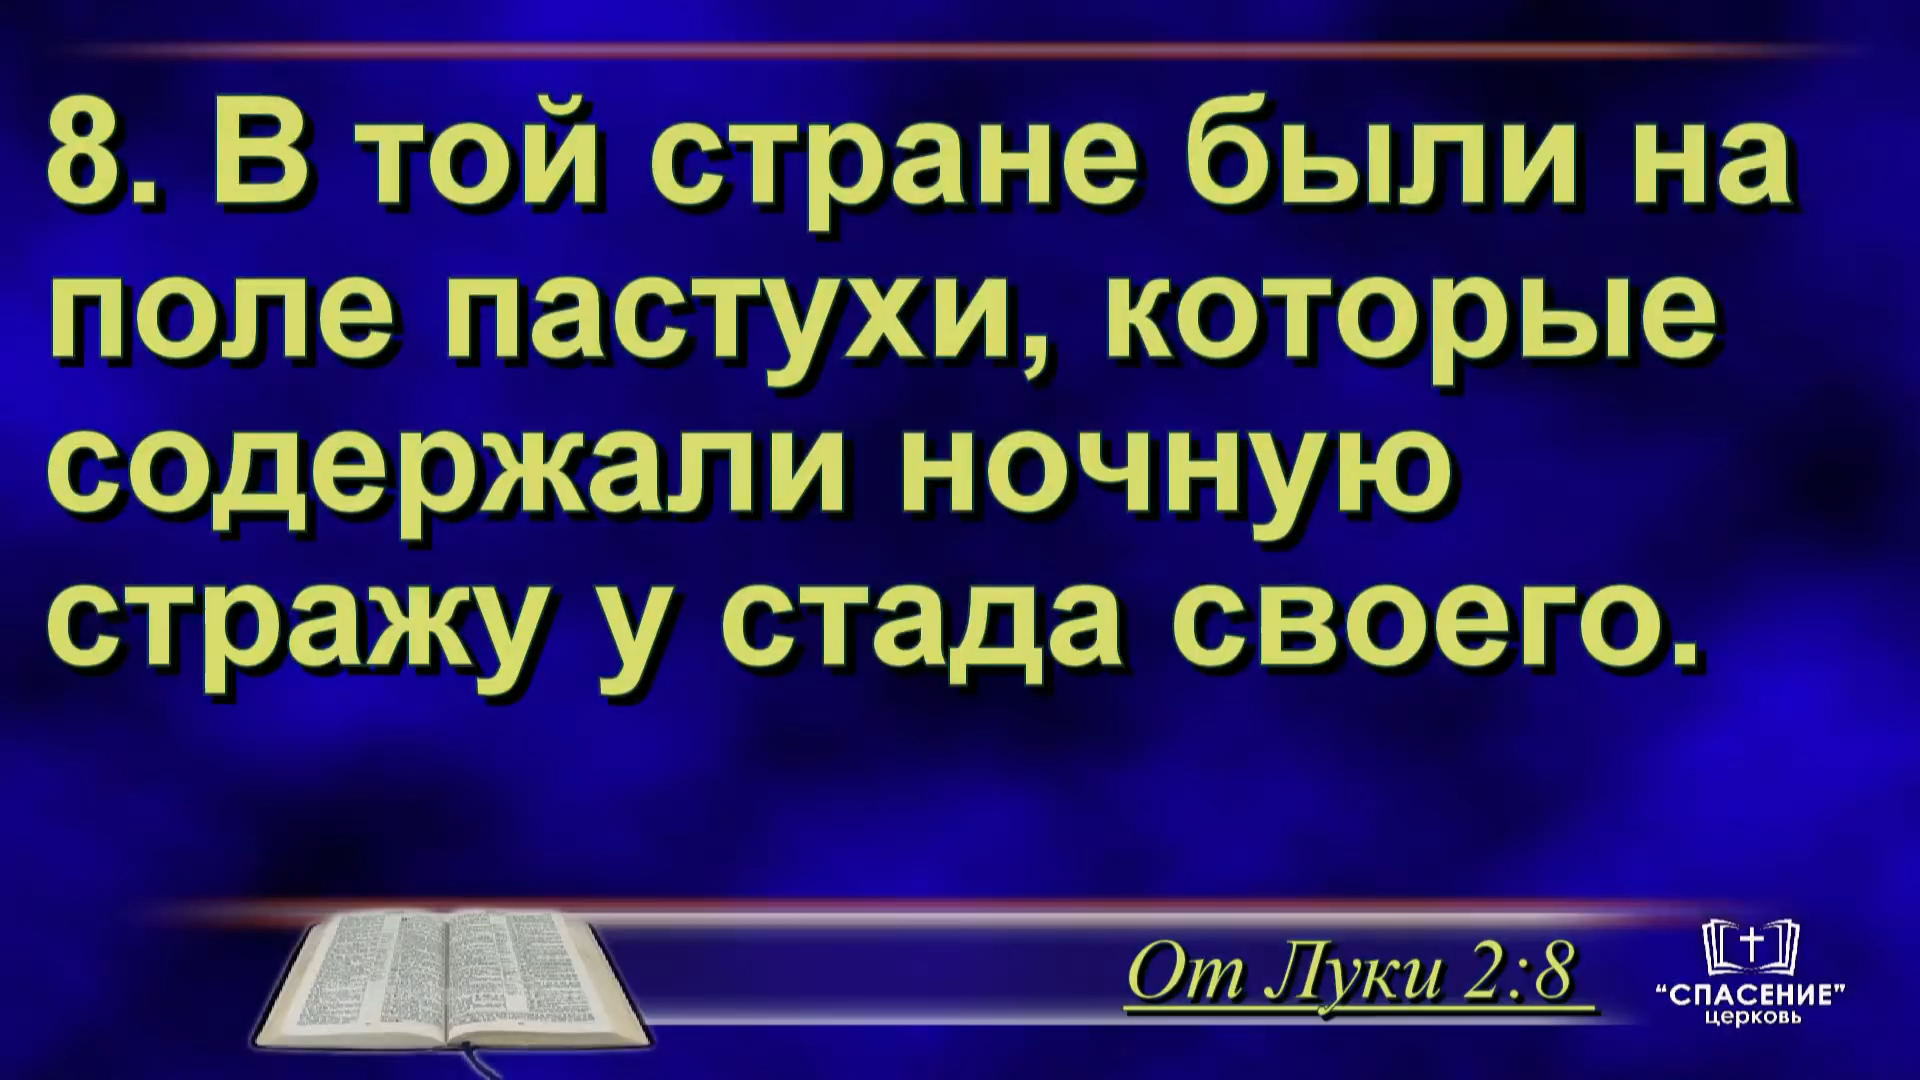 8. В той стране были на
поле пастухи, которые
содержали ночную
стражу у стада своего.
От Луки 2:8
“СПАСЕНИЕ”
церковь